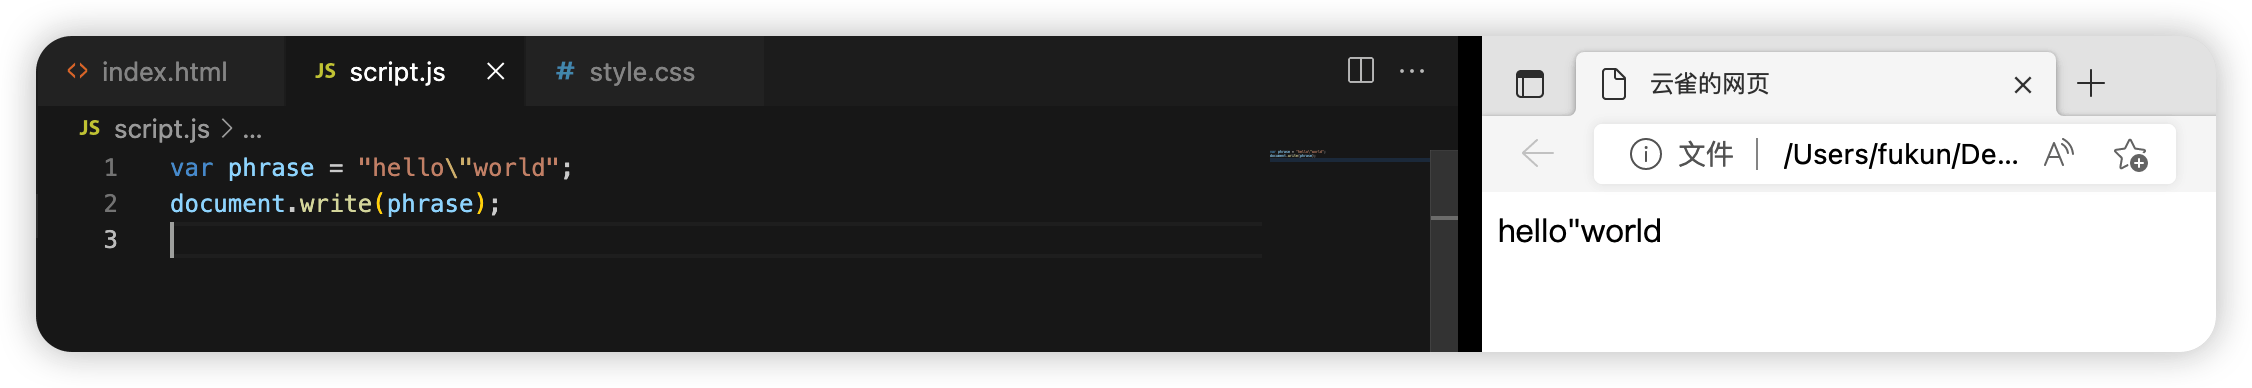 index.html
JS script.js
# style.css
JS script.js > ...
1 var phrase = "hello\"world";
2 document.write(phrase);
3
云雀的网页
文件 /Users/fukun/De...
hello"world